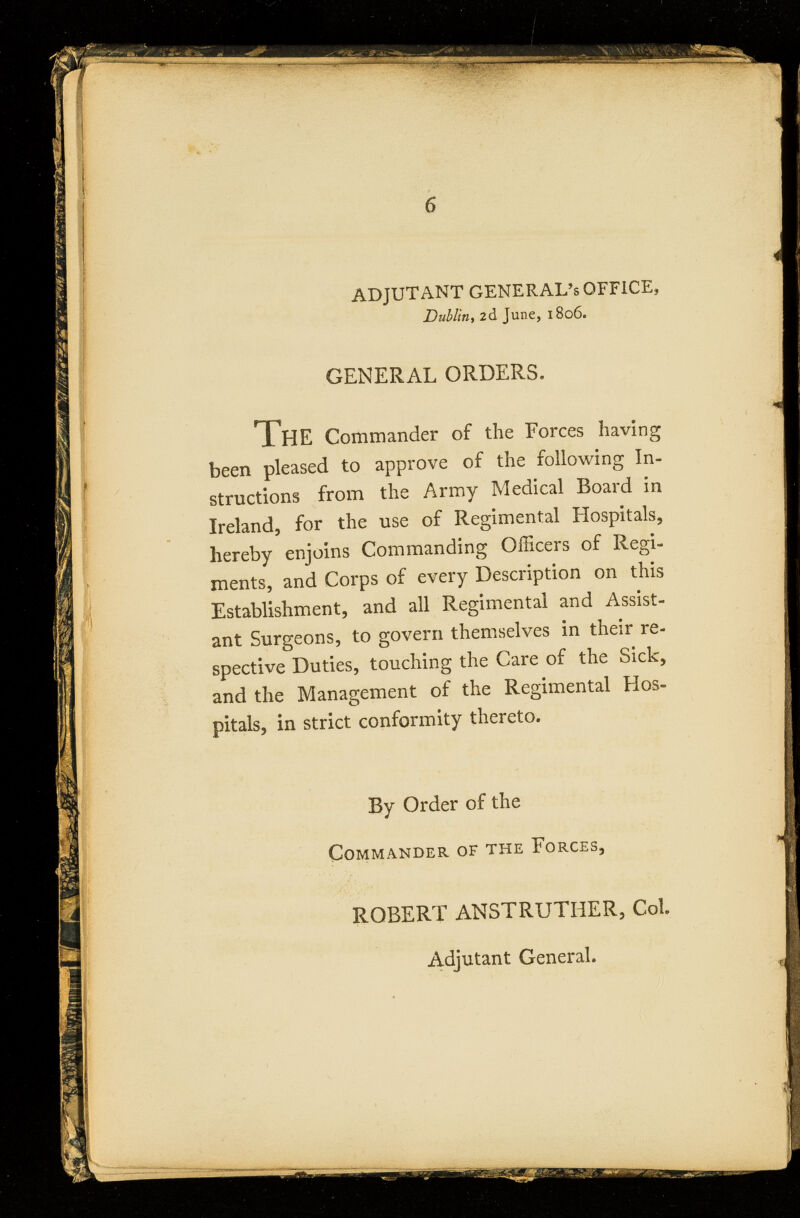 6
ADJUTANT GENERAL's OFFICE,
Dublin, 2d June, 1806.
GENERAL ORDERS.
THE Commander of the Forces having
been pleased to approve of the following In-
structions from the Army Medical Board in
Ireland, for the use of Regimental Hospitals,
hereby enjoins Commanding Officers of Regi-
ments, and Corps of every Description on this
Establishment, and all Regimental and Assist-
ant Surgeons, to govern themselves in their re-
spective Duties, touching the Care of the Sick,
and the Management of the Regimental Hos-
pitals, in strict conformity thereto.
By Order of the
COMMANDER OF THE FORCES,
ROBERT ANSTRUTHER, Col.
Adjutant General.